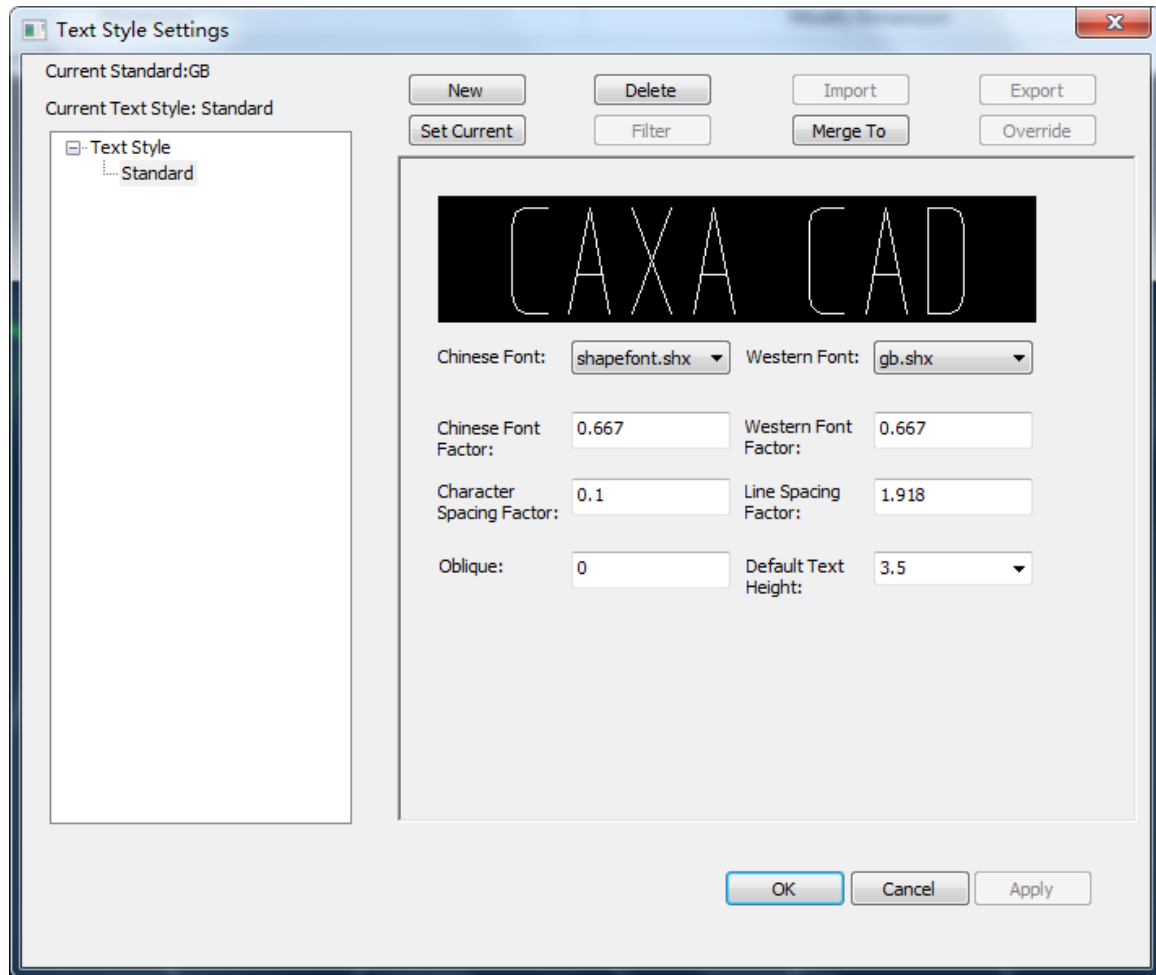 Modify Dimension
Text Style Settings
Current Standard:GB
Current Text Style: Standard
New Delete Import Export
Set Current Filter Merge To Override
Text Style
Standard
CAXA CAD
Chinese Font: shapefont.shx Western Font: gb.shx
Chinese Font Factor: 0.667 Western Font Factor: 0.667
Character Spacing Factor: 0.1 Line Spacing Factor: 1.918
Oblique: 0 Default Text Height: 3.5
OK Cancel Apply